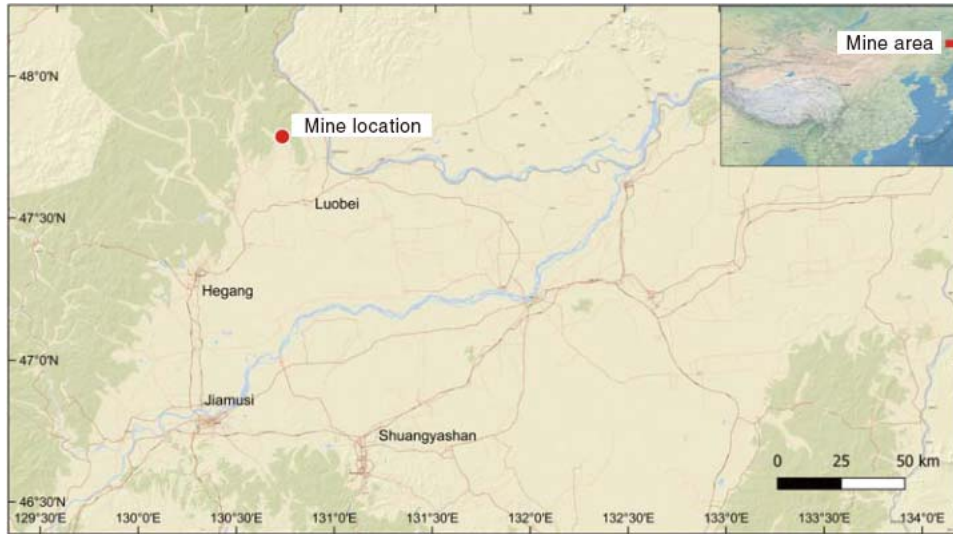 Mine area
48°0'N
Mine location
Luobei
47°30'N
Hegang
47°0'N
Jiamusi
Shuangyashan
0 25 50 km
46°30'N
129°30'E 130°0'E 130°30'E 131°0'E 131°30'E 132°0'E 132°30'E 133°0'E 133°30'E 134°0'E